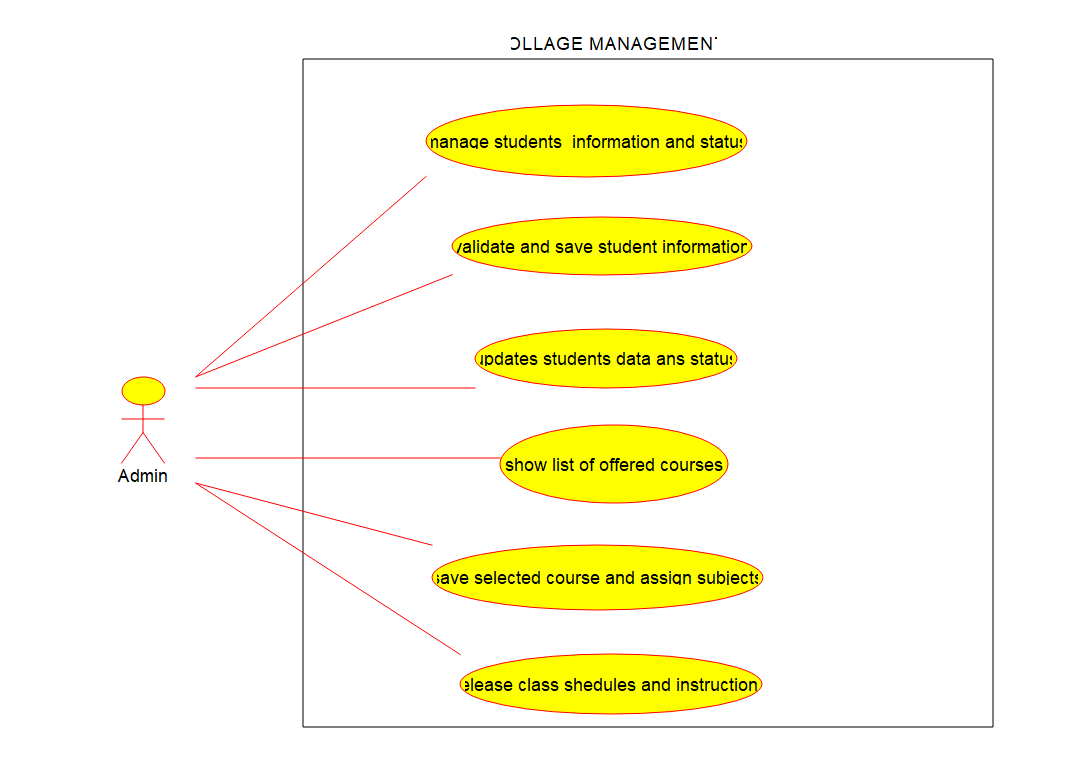 OLLAGE MANAGEMENT
manage students information and status
validate and save student information
updates students data ans status
Admin
show list of offered courses
save selected course and assign subjects
elease class shedules and instruction